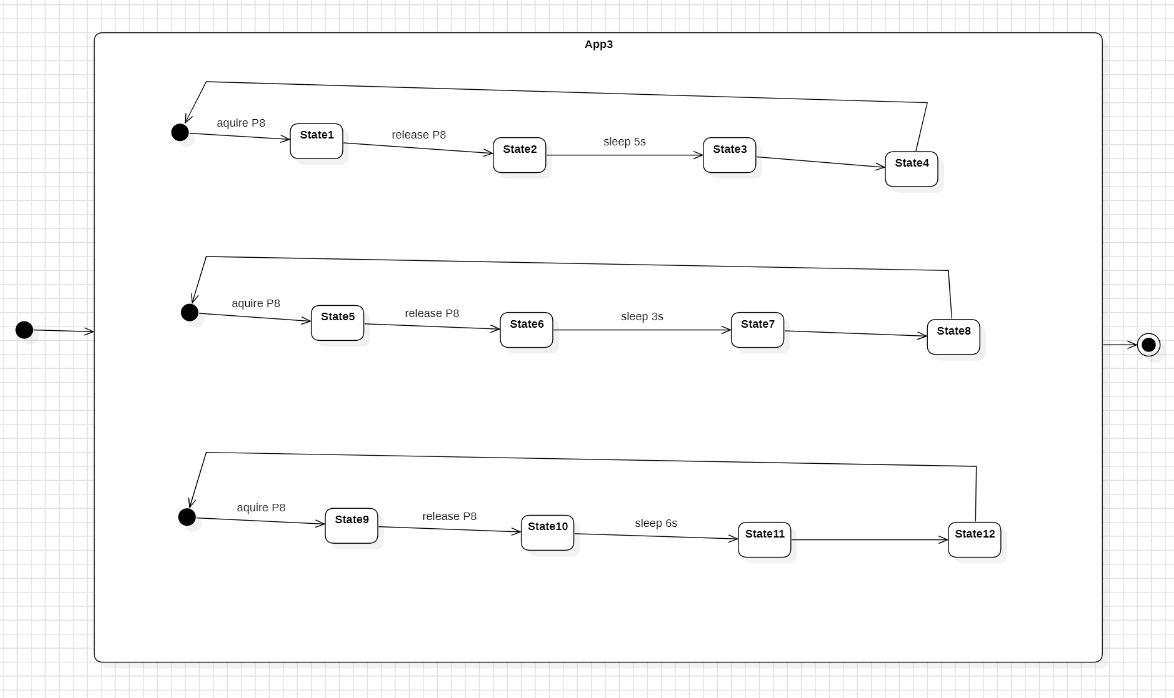 App3
aquire P8
State1
release P8
State2
sleep 5s
State3
State4
aquire P8
State5
release P8
State6
sleep 3s
State7
State8
aquire P8
State9
release P8
State10
sleep 6s
State11
State12